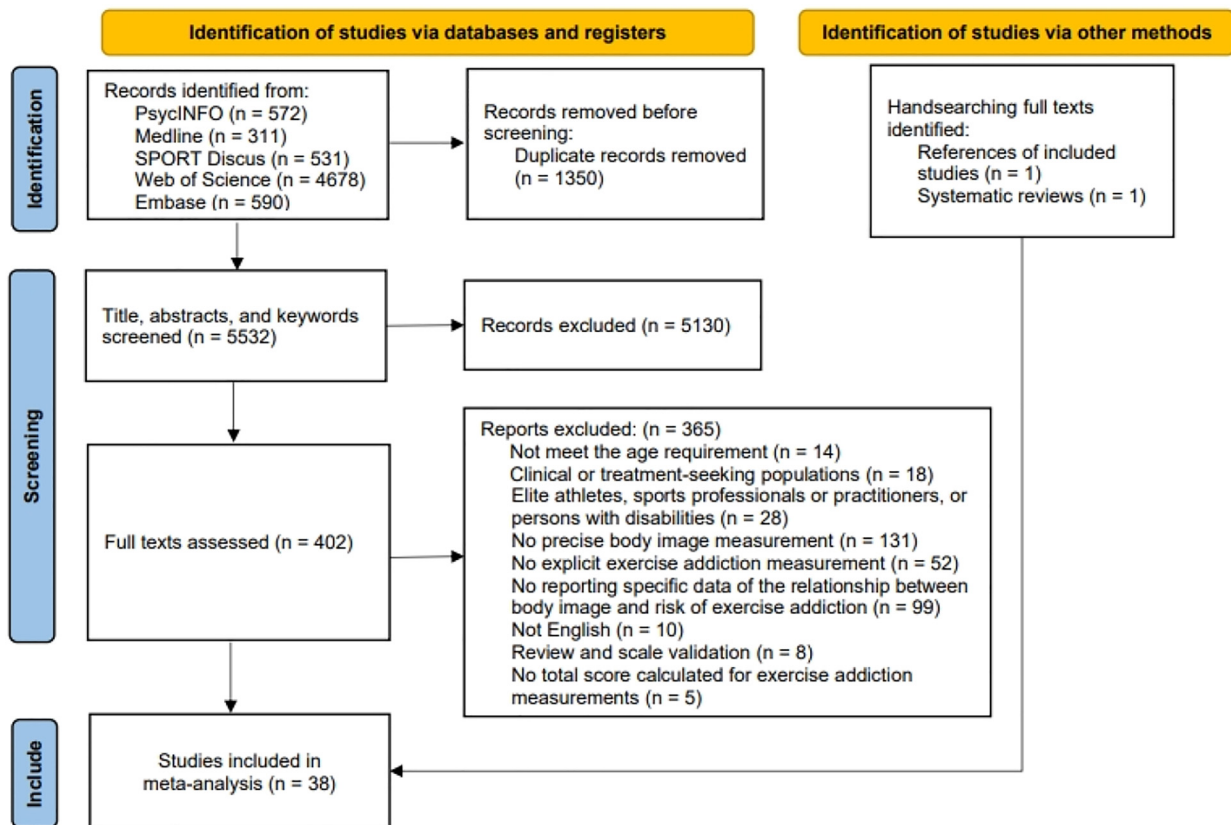 Identification of studies via databases and registers
Identification of studies via other methods
Identification
Records identified from:
PsycINFO (n = 572)
Medline (n = 311)
SPORT Discus (n = 531)
Web of Science (n = 4678)
Embase (n = 590)
Records removed before
screening:
Duplicate records removed
(n = 1350)
Handsearching full texts
identified:
References of included
studies (n = 1)
Systematic reviews (n = 1)
Screening
Title, abstracts, and keywords
screened (n = 5532)
Records excluded (n = 5130)
Full texts assessed (n = 402)
Reports excluded: (n = 365)
Not meet the age requirement (n = 14)
Clinical or treatment-seeking populations (n = 18)
Elite athletes, sports professionals or practitioners, or
persons with disabilities (n = 28)
No precise body image measurement (n = 131)
No explicit exercise addiction measurement (n = 52)
No reporting specific data of the relationship between
body image and risk of exercise addiction (n = 99)
Not English (n = 10)
Review and scale validation (n = 8)
No total score calculated for exercise addiction
measurements (n = 5)
Include
Studies included in
meta-analysis (n = 38)